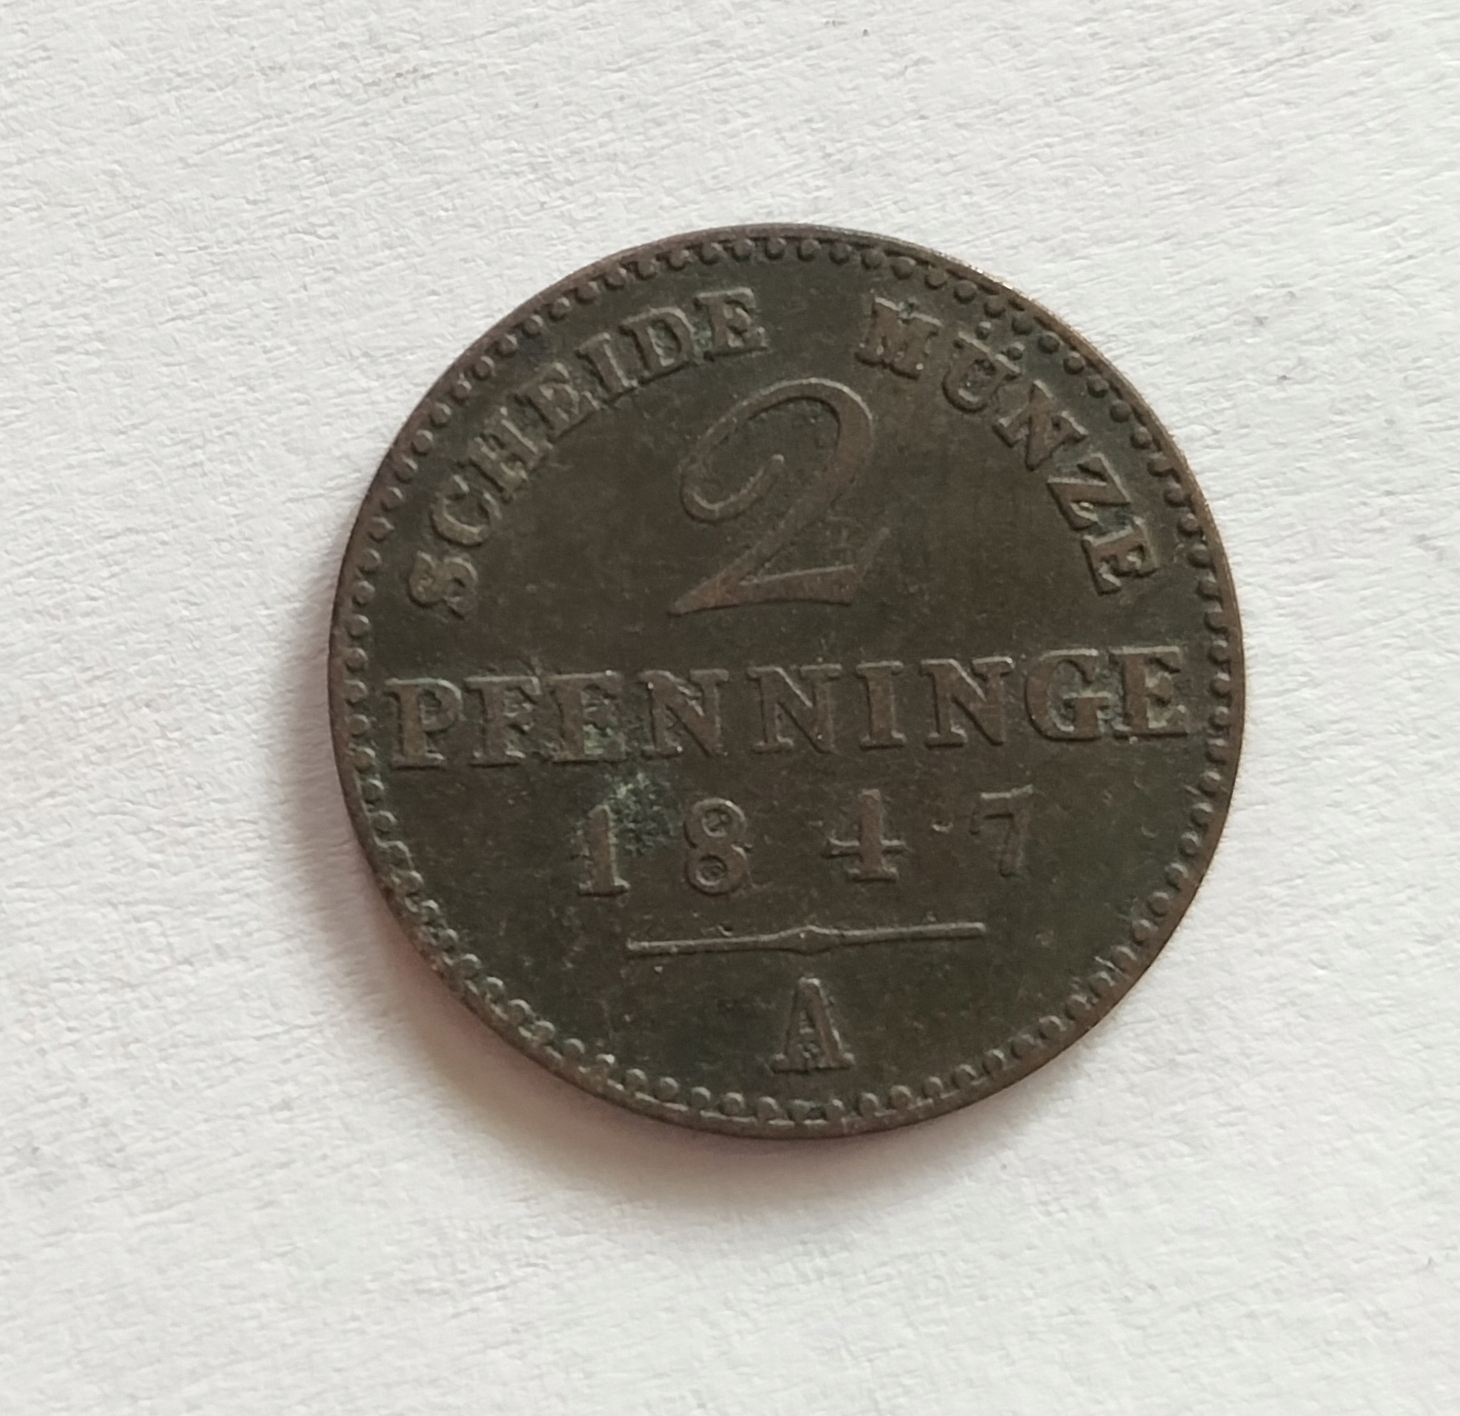 SCHEIDE MÜNZE
2
PFENNINGE
1847
A